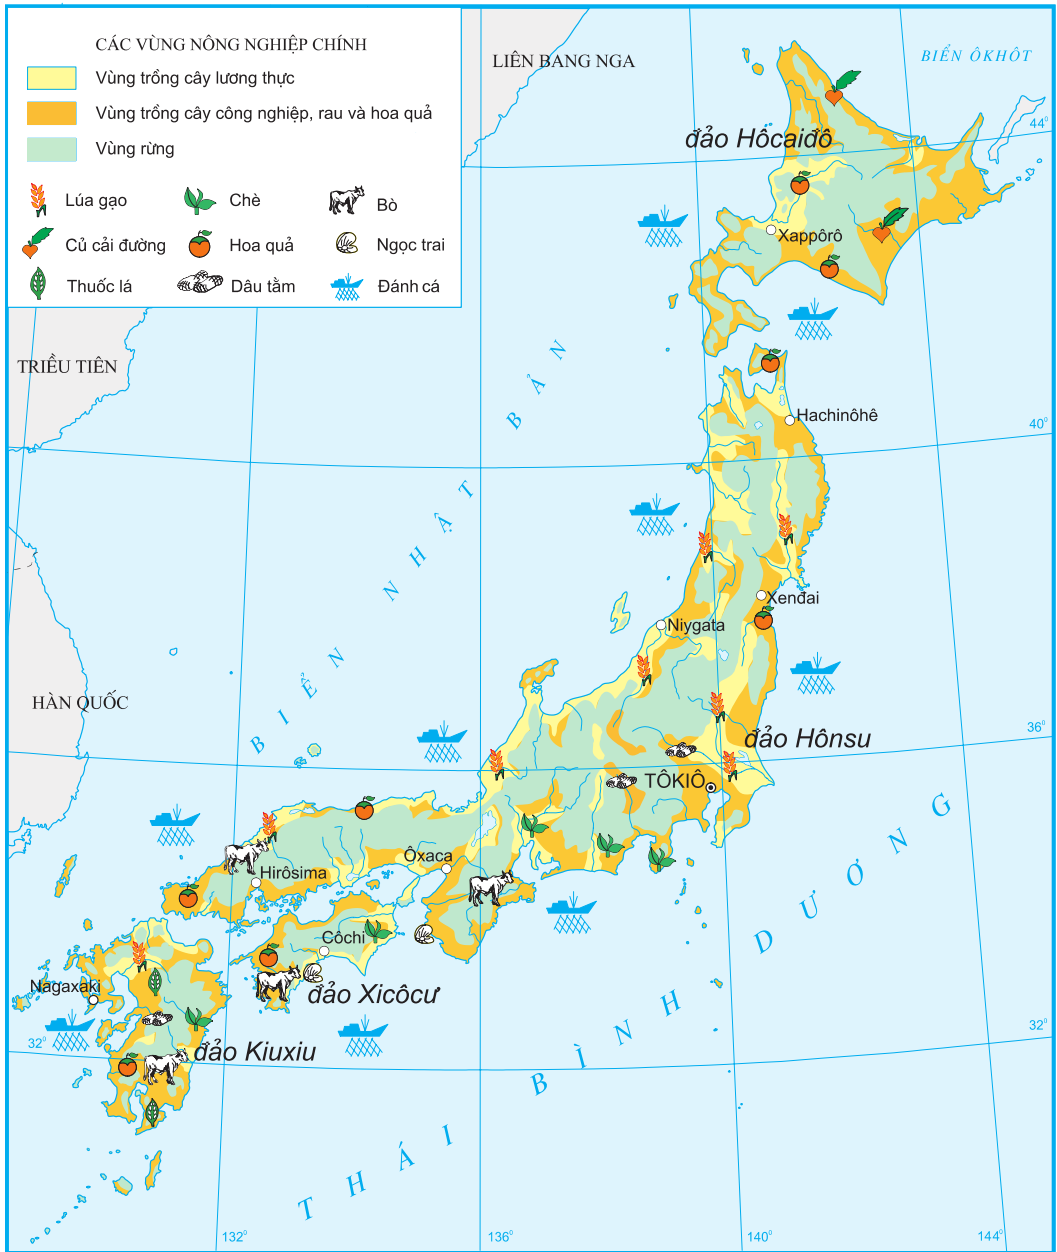 CÁC VÙNG NÔNG NGHIỆP CHÍNH
Vùng trồng cây lương thực
Vùng trồng cây công nghiệp, rau và hoa quả
Vùng rừng
Lúa gạo
Chè
Bò
Củ cải đường
Hoa quả
Ngọc trai
Thuốc lá
Dâu tằm
Đánh cá
LIÊN BANG NGA
BIỂN ÔKHÔT
44°
đảo Hôcaiđô
Xappôrô
TRIỀU TIÊN
Hachinôhê
40°
BIỂN NHẬT BẢN
Xenđai
Niygata
HÀN QUỐC
36°
đảo Hônsu
TÔKIÔ
Ôxaca
Hirôsima
Côchi
Nagaxaki
đảo Xicôcư
32°
32°
đảo Kiuxiu
THÁI BÌNH DƯƠNG
132°
136°
140°
144°